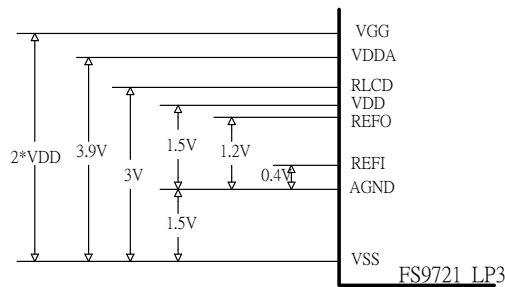 VGG
VDDA
RLCD
VDD
REFO
1.5V
1.2V
2*VDD
3.9V
3V
REFI
0.4V
AGND
1.5V
VSS
FS9721_LP3